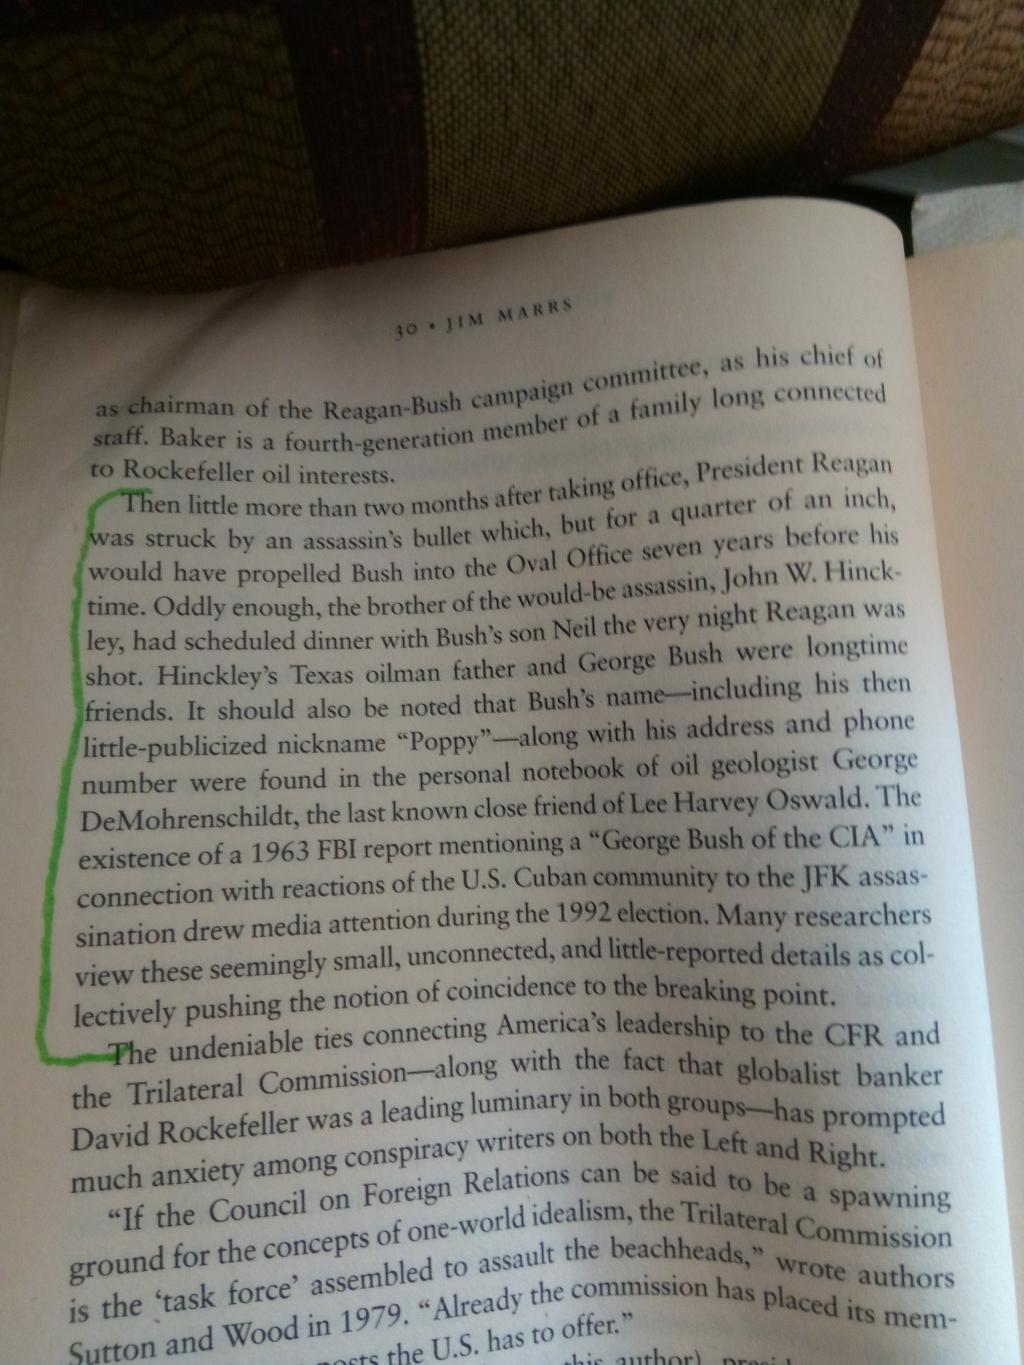 30 • JIM MARRS
as chairman of the Reagan-Bush campaign committee, as his chief of
staff. Baker is a fourth-generation member of a family long connected
to Rockefeller oil interests.
Then little more than two months after taking office, President Reagan
was struck by an assassin's bullet which, but for a quarter of an inch,
would have propelled Bush into the Oval Office seven years before his
time. Oddly enough, the brother of the would-be assassin, John W. Hinck-
ley, had scheduled dinner with Bush's son Neil the very night Reagan was
shot. Hinckley's Texas oilman father and George Bush were longtime
friends. It should also be noted that Bush's name—including his then
little-publicized nickname “Poppy”—along with his address and phone
number were found in the personal notebook of oil geologist George
DeMohrenschildt, the last known close friend of Lee Harvey Oswald. The
existence of a 1963 FBI report mentioning a “George Bush of the CIA” in
connection with reactions of the U.S. Cuban community to the JFK assas-
sination drew media attention during the 1992 election. Many researchers
view these seemingly small, unconnected, and little-reported details as col-
lectively pushing the notion of coincidence to the breaking point.
The undeniable ties connecting America's leadership to the CFR and
the Trilateral Commission—along with the fact that globalist banker
David Rockefeller was a leading luminary in both groups—has prompted
much anxiety among conspiracy writers on both the Left and Right.
“If the Council on Foreign Relations can be said to be a spawning
ground for the concepts of one-world idealism, the Trilateral Commission
is the ‘task force’ assembled to assault the beachheads,” wrote authors
Sutton and Wood in 1979. “Already the commission has placed its mem-
posts the U.S. has to offer.”
this author)